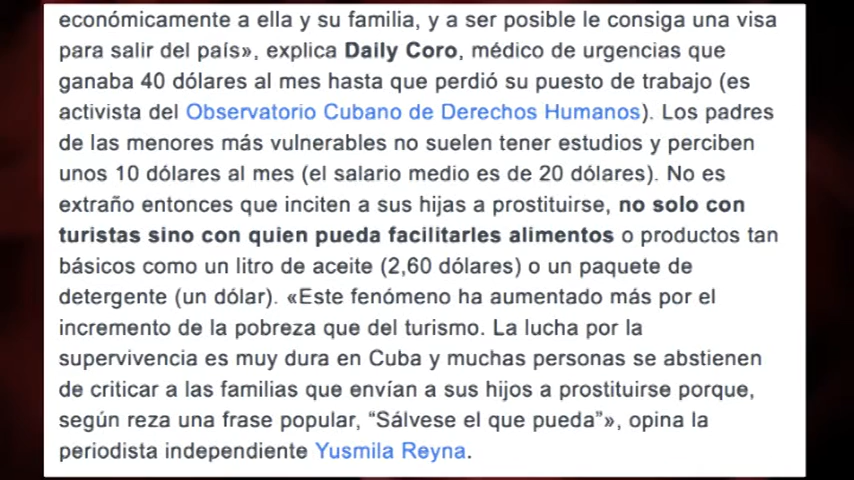 económicamente a ella y su familia, y a ser posible le consiga una visa
para salir del país», explica Daily Coro, médico de urgencias que
ganaba 40 dólares al mes hasta que perdió su puesto de trabajo (es
activista del Observatorio Cubano de Derechos Humanos). Los padres
de las menores más vulnerables no suelen tener estudios y perciben
unos 10 dólares al mes (el salario medio es de 20 dólares). No es
extraño entonces que inciten a sus hijas a prostituirse, no solo con
turistas sino con quien pueda facilitarles alimentos o productos tan
básicos como un litro de aceite (2,60 dólares) o un paquete de
detergente (un dólar). «Este fenómeno ha aumentado más por el
incremento de la pobreza que del turismo. La lucha por la
supervivencia es muy dura en Cuba y muchas personas se abstienen
de criticar a las familias que envían a sus hijos a prostituirse porque,
según reza una frase popular, “Sálvese el que pueda”», opina la
periodista independiente Yusmila Reyna.